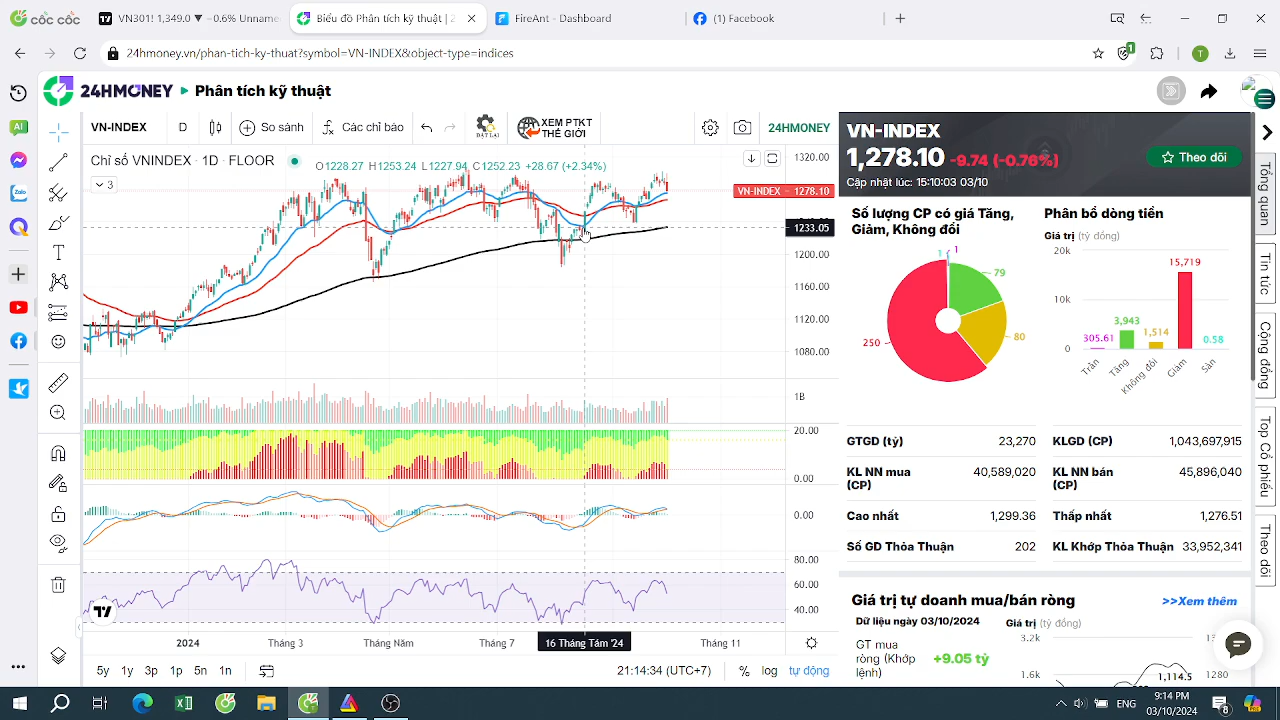 cốc cốc
VN301! 1,349.0 ▼ −0.6% Unname
Biểu đồ Phân tích kỹ thuật | 2
FireAnt - Dashboard
(1) Facebook
24hmoney.vn/technical-analysis/?symbol=VN-INDEX&object-type=indices
1
T
24HMONEY
Phân tích kỹ thuật
VN-INDEX
D
So sánh
Các chỉ báo
ĐẶT LẠI
XEM PTKT
THẾ GIỚI
24HMONEY
Chỉ số VNINDEX · 1D · FLOOR
O1228.27 H1253.24 L1227.94 C1252.23 +28.67 (+2.34%)
3
1320.00
VN-INDEX
1278.10
1233.05
1200.00
1160.00
1120.00
1080.00
1B
20.00
0.00
0.00
80.00
60.00
40.00
2024
Tháng 3
Tháng Năm
Tháng 7
16 Tháng Tám '24
Tháng 11
5y 1y 3p 1p 5n 1n
21:14:34 (UTC+7)
% log tự động
AI
Zalo
VN-INDEX
1,278.10 -9.74 (-0.76%)
Theo dõi
Cập nhật lúc: 15:10:03 03/10
Số lượng CP có giá Tăng,
Giảm, Không đổi
1
1
79
80
250
Phân bổ dòng tiền
Giá trị (tỷ đồng)
20k
10k
0
305.61
3,943
1,514
15,719
0.58
Trần
Tăng
Không đổi
Giảm
Sàn
GTGD (tỷ) 23,270
KLGD (CP) 1,043,697,915
KL NN mua
(CP)
40,589,020
KL NN bán
(CP)
45,896,040
Cao nhất 1,299.36
Thấp nhất 1,276.51
Số GD Thỏa Thuận 202
KL Khớp Thỏa Thuận 33,952,341
Giá trị tự doanh mua/bán ròng
>>Xem thêm
Dữ liệu ngày 03/10/2024
Giá trị (tỷ đồng)
GT mua
ròng (Khớp
lệnh)
+9.05 tỷ
3.2k
1.6k
1,114.5
1280
Tổng quan
Tin tức
Cộng đồng
Top cổ phiếu
Theo dõi
ENG
9:14 PM
03/10/2024
8